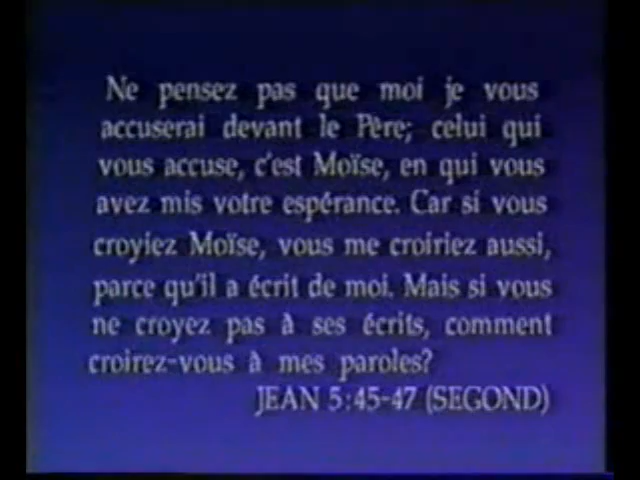 Ne pensez pas que moi je vous
accuserai devant le Père; celui qui
vous accuse, c'est Moïse, en qui vous
avez mis votre espérance. Car si vous
croyiez Moïse, vous me croiriez aussi,
parce qu'il a écrit de moi. Mais si vous
ne croyez pas à ses écrits, comment
croirez-vous à mes paroles?
JEAN 5:45-47 (SEGOND)